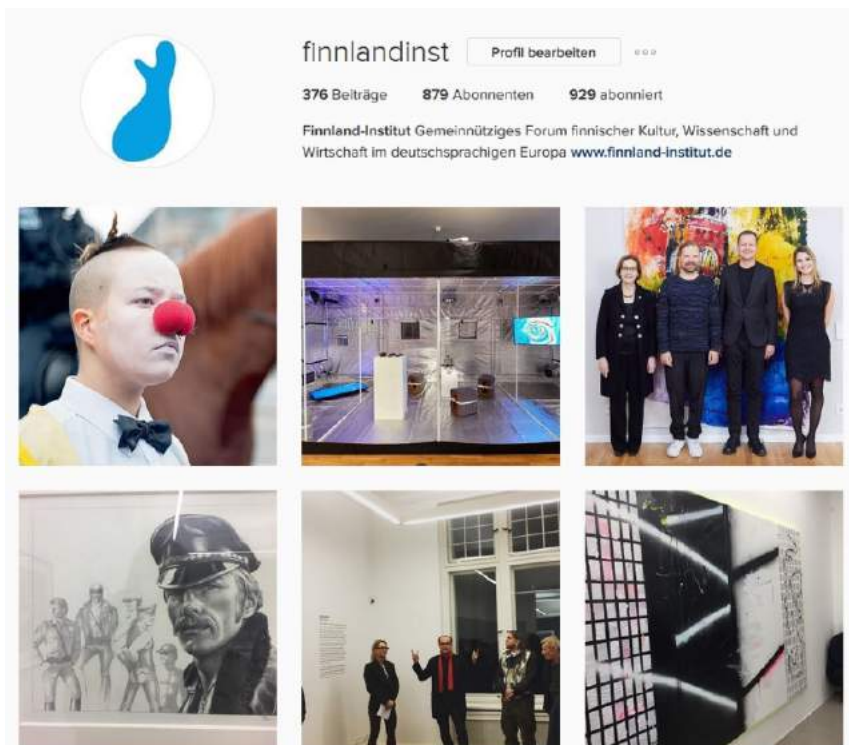 finnlandinst Profil bearbeiten
376 Beiträge 879 Abonnenten 929 abonniert
Finnland-Institut Gemeinnütziges Forum finnischer Kultur, Wissenschaft und
Wirtschaft im deutschsprachigen Europa www.finnland-institut.de